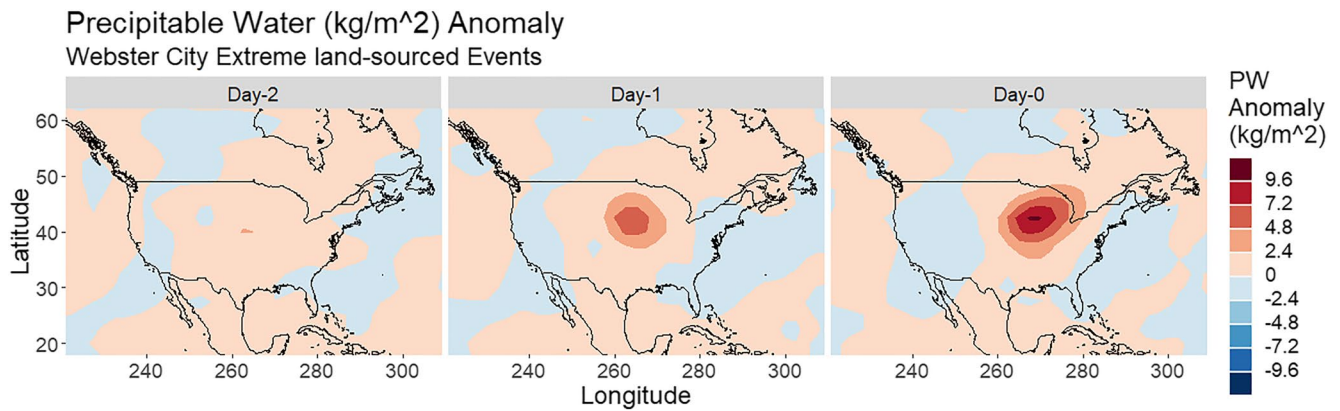 Precipitable Water (kg/m^2) Anomaly
Webster City Extreme land-sourced Events
Day-2
Day-1
Day-0
60
50
40
30
20
Latitude
240
260
280
300
240
260
280
300
240
260
280
300
Longitude
PW
Anomaly
(kg/m^2)
9.6
7.2
4.8
2.4
0
-2.4
-4.8
-7.2
-9.6